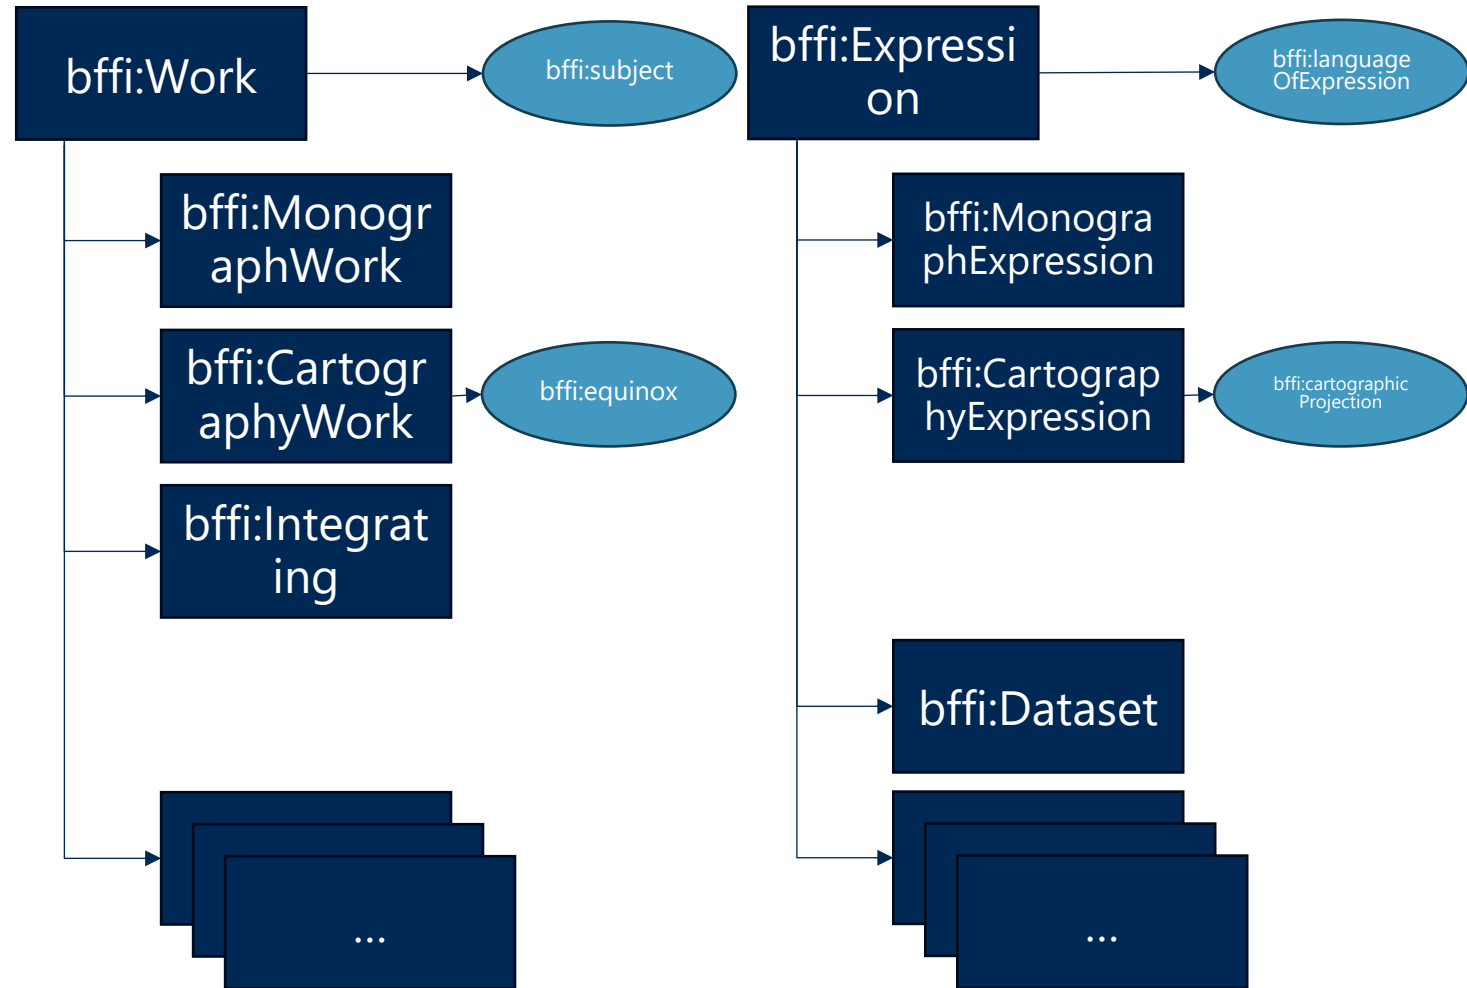 bffi:Work
bffi:subject
bffi:Monogr
aphWork
bffi:Cartogr
aphyWork
bffi:equinox
bffi:Integrat
ing
...
bffi:Expressi
on
bffi:language
OfExpression
bffi:Monogra
phExpression
bffi:Cartograp
hyExpression
bffi:cartographic
Projection
bffi:Dataset
...